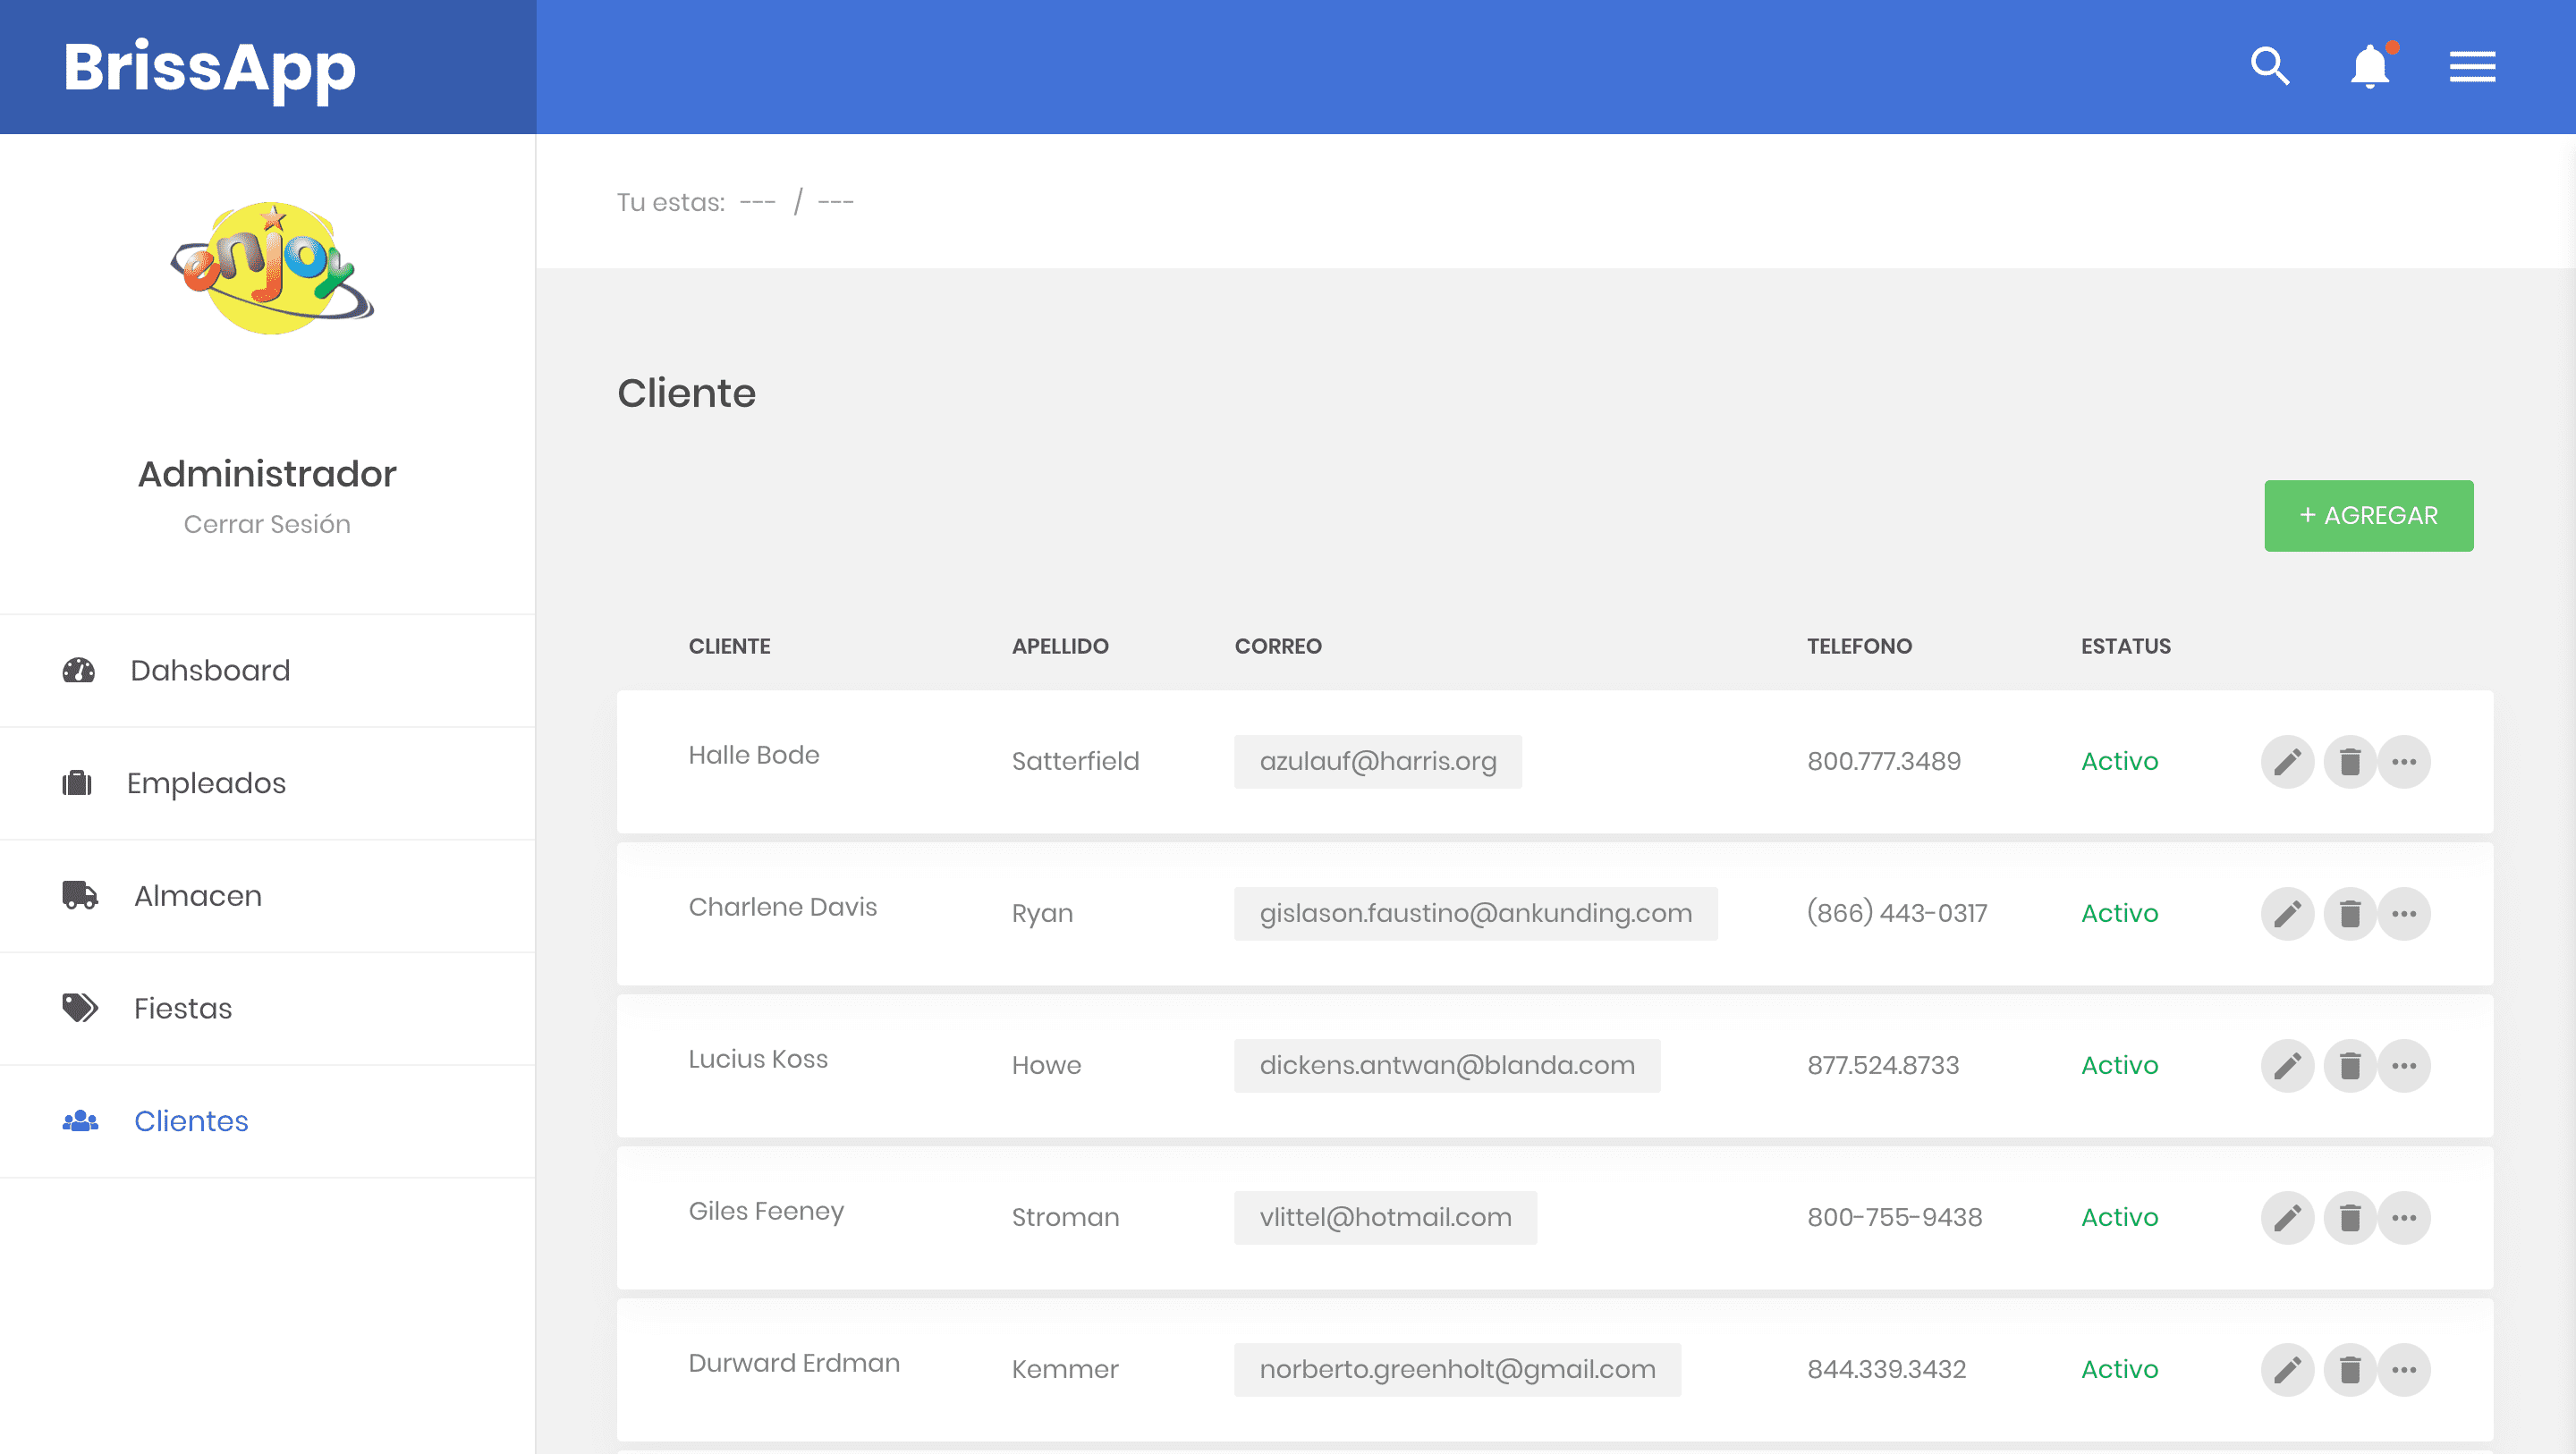 BrissApp
Tu estas: --- / ---
enjoy
Administrador
Cerrar Sesión
Dahsboard
Empleados
Almacen
Fiestas
Clientes
Cliente
+ AGREGAR
CLIENTE APELLIDO CORREO TELEFONO ESTATUS
Halle Bode Satterfield azulauf@harris.org 800.777.3489 Activo
Charlene Davis Ryan gislason.faustino@ankunding.com (866) 443-0317 Activo
Lucius Koss Howe dickens.antwan@blanda.com 877.524.8733 Activo
Giles Feeney Stroman vlittel@hotmail.com 800-755-9438 Activo
Durward Erdman Kemmer norberto.greenholt@gmail.com 844.339.3432 Activo